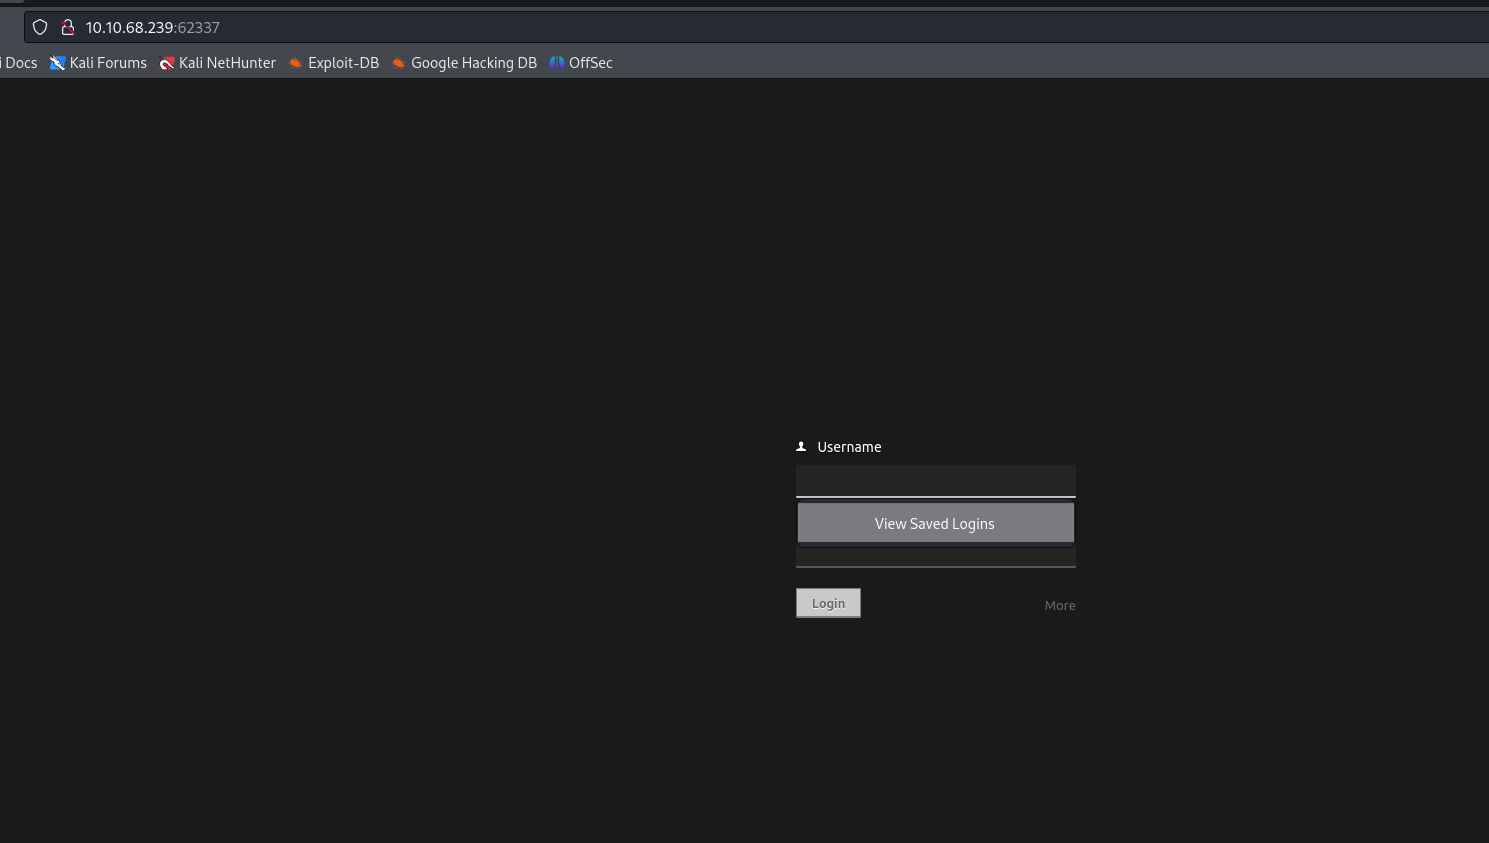 10.10.68.239:62337
i Docs Kali Forums Kali NetHunter Exploit-DB Google Hacking DB OffSec
Username
View Saved Logins
Login More